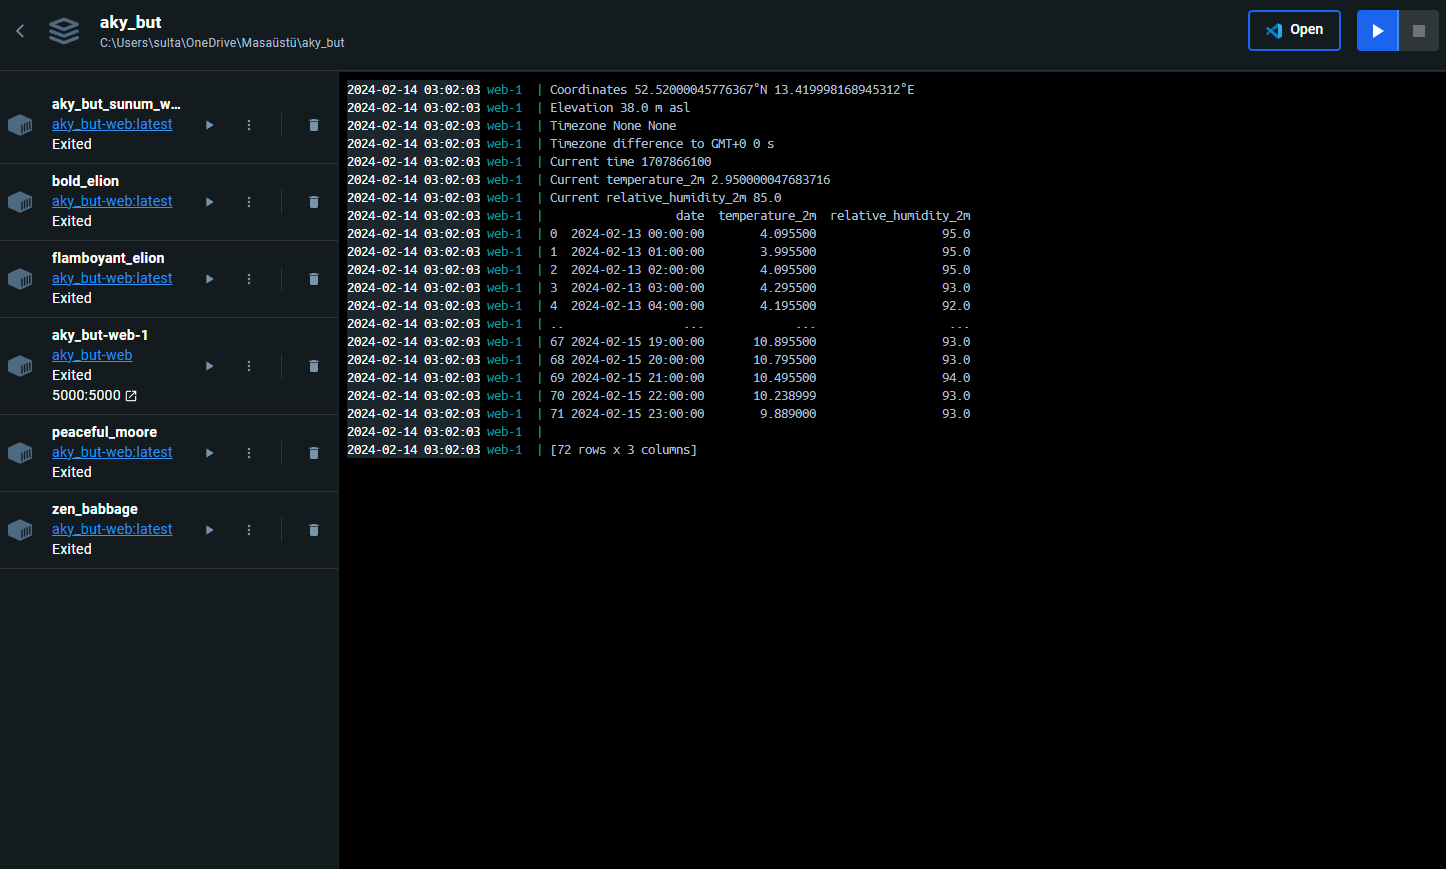 aky_but
C:\Users\sulta\OneDrive\Masaüstü\aky_but
Open
aky_but_sunum_w...
aky_but-web:latest
Exited
bold_elion
aky_but-web:latest
Exited
flamboyant_elion
aky_but-web:latest
Exited
aky_but-web-1
aky_but-web
Exited
5000:5000
peaceful_moore
aky_but-web:latest
Exited
zen_babbage
aky_but-web:latest
Exited
2024-02-14 03:02:03 web-1  | Coordinates 52.52000045776367°N 13.419998168945312°E
2024-02-14 03:02:03 web-1  | Elevation 38.0 m asl
2024-02-14 03:02:03 web-1  | Timezone None None
2024-02-14 03:02:03 web-1  | Timezone difference to GMT+0 0 s
2024-02-14 03:02:03 web-1  | Current time 1707866100
2024-02-14 03:02:03 web-1  | Current temperature_2m 2.950000047683716
2024-02-14 03:02:03 web-1  | Current relative_humidity_2m 85.0
2024-02-14 03:02:03 web-1  |                   date  temperature_2m  relative_humidity_2m
2024-02-14 03:02:03 web-1  | 0  2024-02-13 00:00:00        4.095500                  95.0
2024-02-14 03:02:03 web-1  | 1  2024-02-13 01:00:00        3.995500                  95.0
2024-02-14 03:02:03 web-1  | 2  2024-02-13 02:00:00        4.095500                  95.0
2024-02-14 03:02:03 web-1  | 3  2024-02-13 03:00:00        4.295500                  93.0
2024-02-14 03:02:03 web-1  | 4  2024-02-13 04:00:00        4.195500                  92.0
2024-02-14 03:02:03 web-1  | ..                 ...             ...                   ...
2024-02-14 03:02:03 web-1  | 67 2024-02-15 19:00:00       10.895500                  93.0
2024-02-14 03:02:03 web-1  | 68 2024-02-15 20:00:00       10.795500                  93.0
2024-02-14 03:02:03 web-1  | 69 2024-02-15 21:00:00       10.495500                  94.0
2024-02-14 03:02:03 web-1  | 70 2024-02-15 22:00:00       10.238999                  93.0
2024-02-14 03:02:03 web-1  | 71 2024-02-15 23:00:00        9.889000                  93.0
2024-02-14 03:02:03 web-1  |
2024-02-14 03:02:03 web-1  | [72 rows x 3 columns]